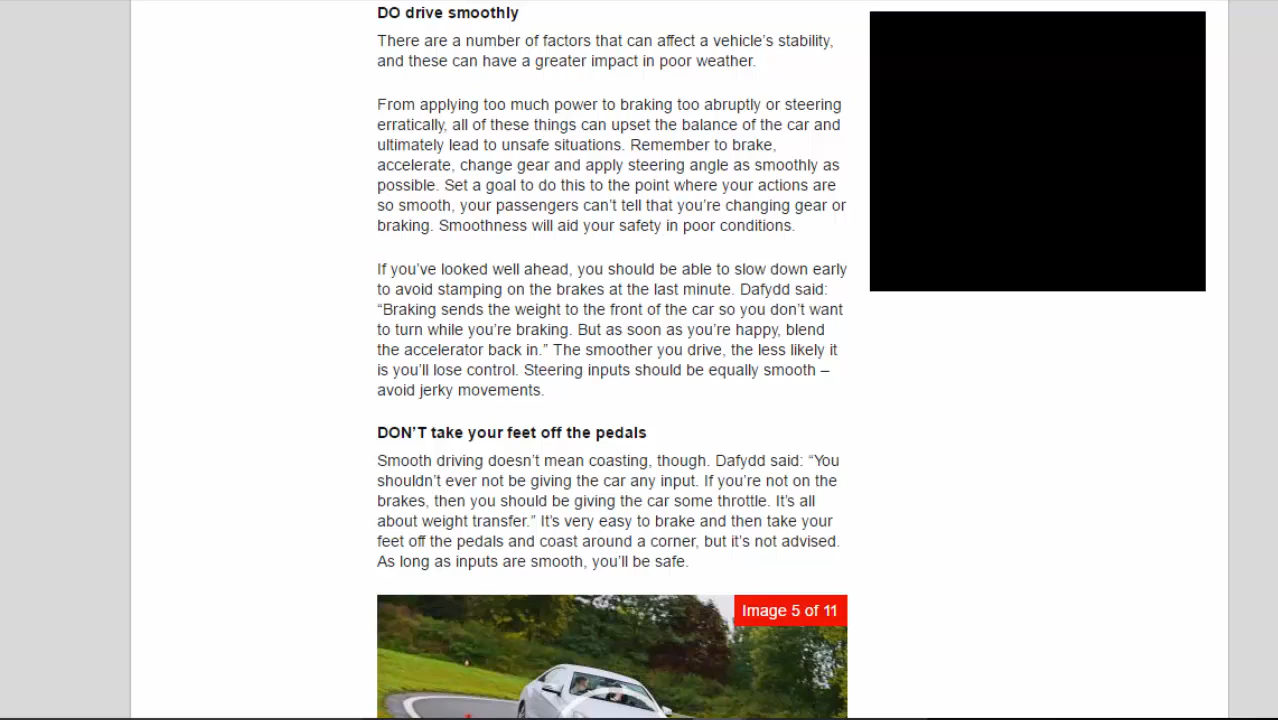 DO drive smoothly
There are a number of factors that can affect a vehicle’s stability,
and these can have a greater impact in poor weather.
From applying too much power to braking too abruptly or steering
erratically, all of these things can upset the balance of the car and
ultimately lead to unsafe situations. Remember to brake,
accelerate, change gear and apply steering angle as smoothly as
possible. Set a goal to do this to the point where your actions are
so smooth, your passengers can’t tell that you’re changing gear or
braking. Smoothness will aid your safety in poor conditions.
If you’ve looked well ahead, you should be able to slow down early
to avoid stamping on the brakes at the last minute. Dafydd said:
“Braking sends the weight to the front of the car so you don’t want
to turn while you’re braking. But as soon as you’re happy, blend
the accelerator back in.” The smoother you drive, the less likely it
is you’ll lose control. Steering inputs should be equally smooth –
avoid jerky movements.
DON’T take your feet off the pedals
Smooth driving doesn’t mean coasting, though. Dafydd said: “You
shouldn’t ever not be giving the car any input. If you’re not on the
brakes, then you should be giving the car some throttle. It’s all
about weight transfer.” It’s very easy to brake and then take your
feet off the pedals and coast around a corner, but it’s not advised.
As long as inputs are smooth, you’ll be safe.
Image 5 of 11